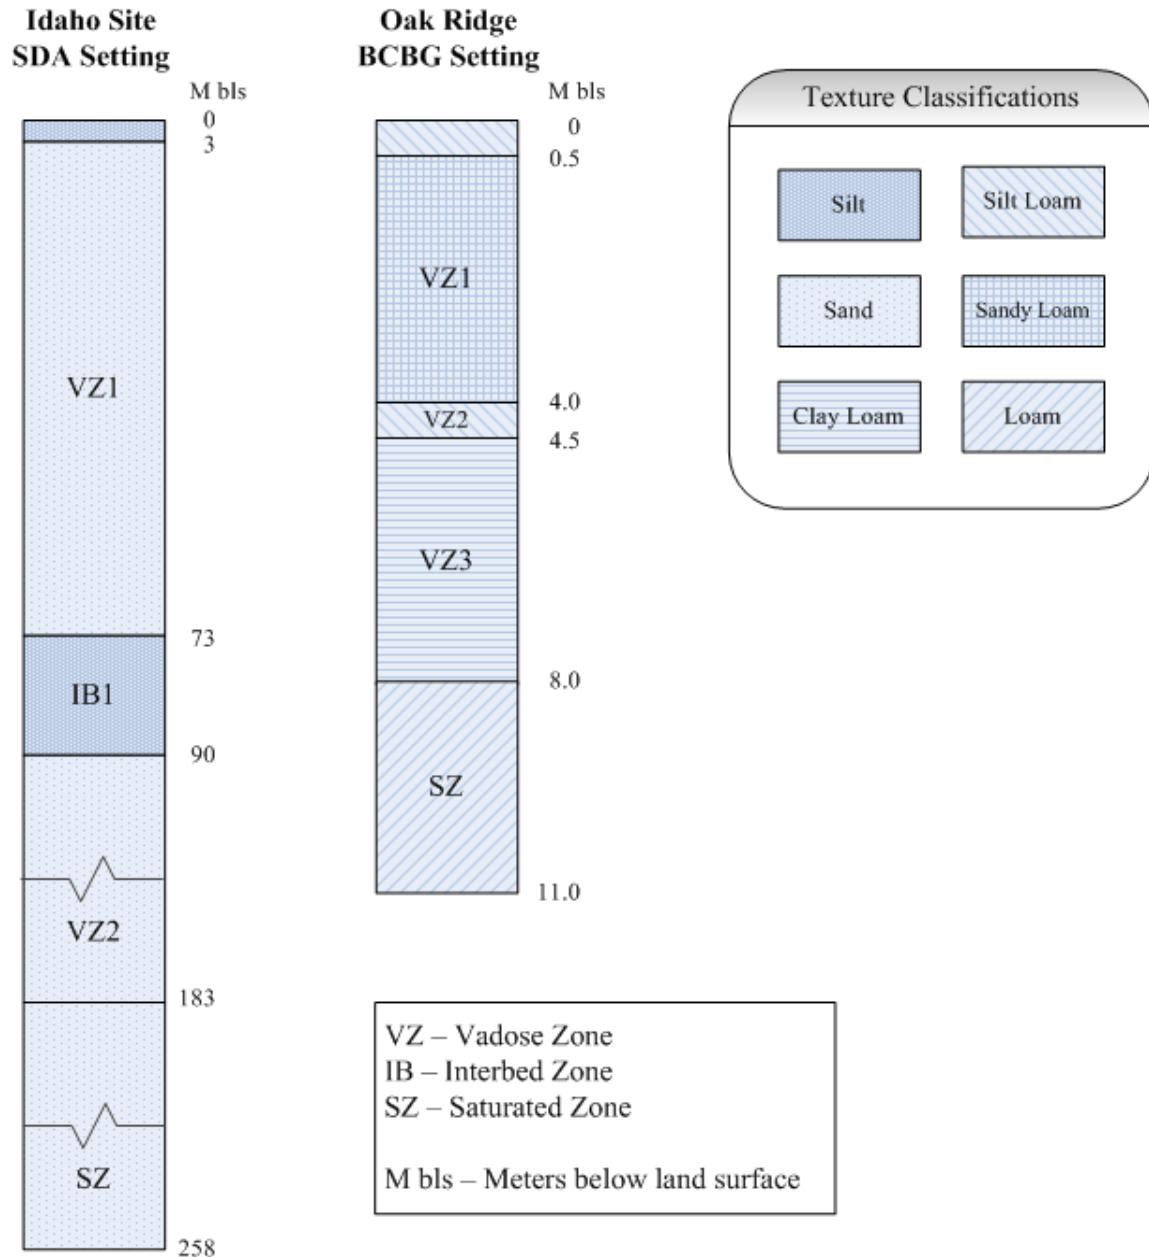 Idaho Site
SDA Setting
M bls
0
3
VZ1
73
IB1
90
VZ2
183
SZ
258
Oak Ridge
BCBG Setting
M bls
0
0.5
VZ1
4.0
VZ2
4.5
VZ3
8.0
SZ
11.0
Texture Classifications
Silt
Silt Loam
Sand
Sandy Loam
Clay Loam
Loam
VZ – Vadose Zone
IB – Interbed Zone
SZ – Saturated Zone
M bls – Meters below land surface